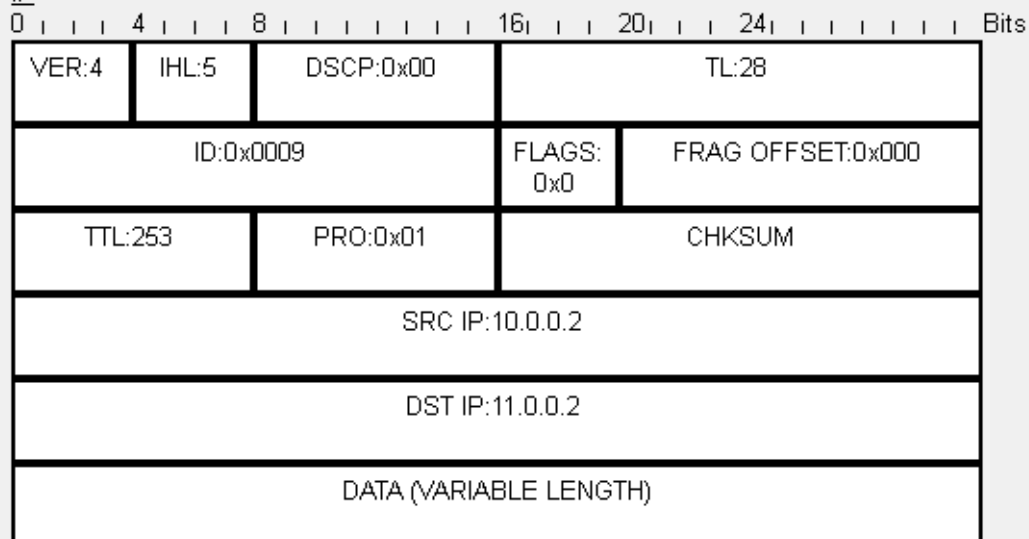 IP
0 4 8 16 20 24 Bits
VER:4 IHL:5 DSCP:0x00 TL:28
ID:0x0009 FLAGS: FRAG OFFSET:0x000
0x0
TTL:253 PRO:0x01 CHKSUM
SRC IP:10.0.0.2
DST IP:11.0.0.2
DATA (VARIABLE LENGTH)